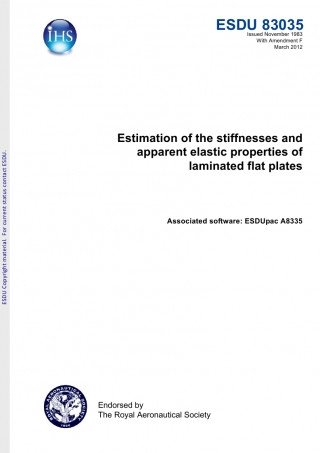 IHS
ESDU 83035
Issued November 1983
With Amendment F
March 2012
Estimation of the stiffnesses and
apparent elastic properties of
laminated flat plates
Associated software: ESDUpac A8335
ESDU Copyright material. For current status contact ESDU.
Endorsed by
The Royal Aeronautical Society